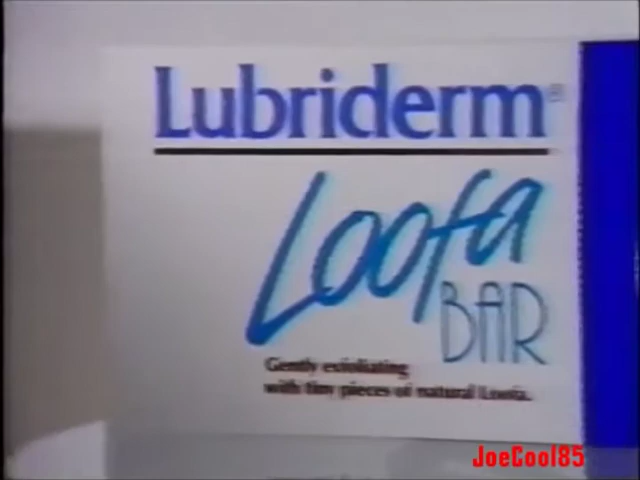 Lubriderm®
Loofa
BAR
Gently exfoliating
with tiny pieces of natural Loofa.
JoeCool85